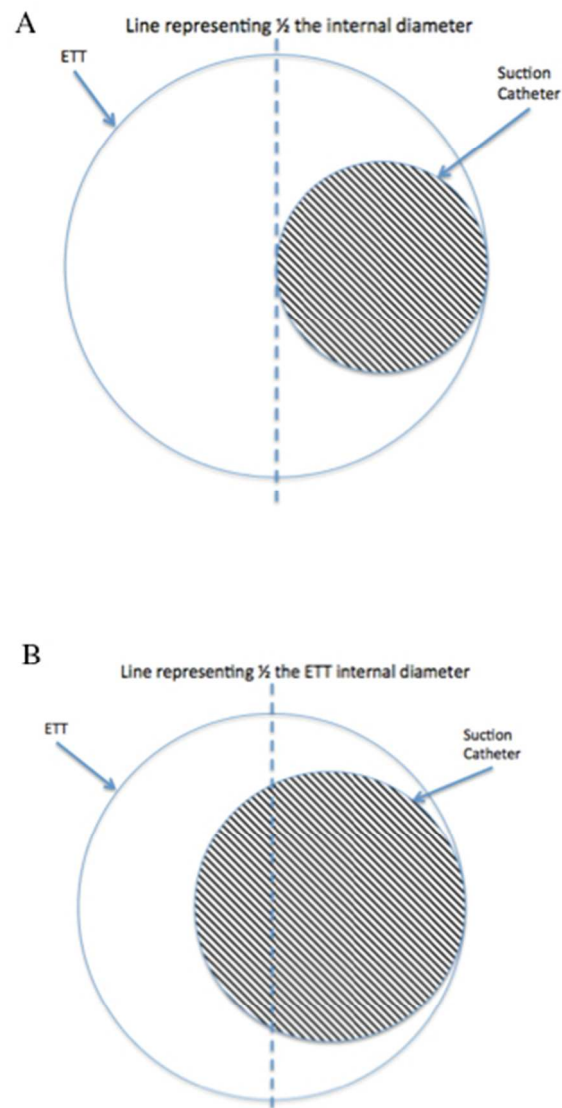 A
Line representing ½ the internal diameter
ETT
Suction
Catheter
B
Line representing ½ the ETT internal diameter
ETT
Suction
Catheter